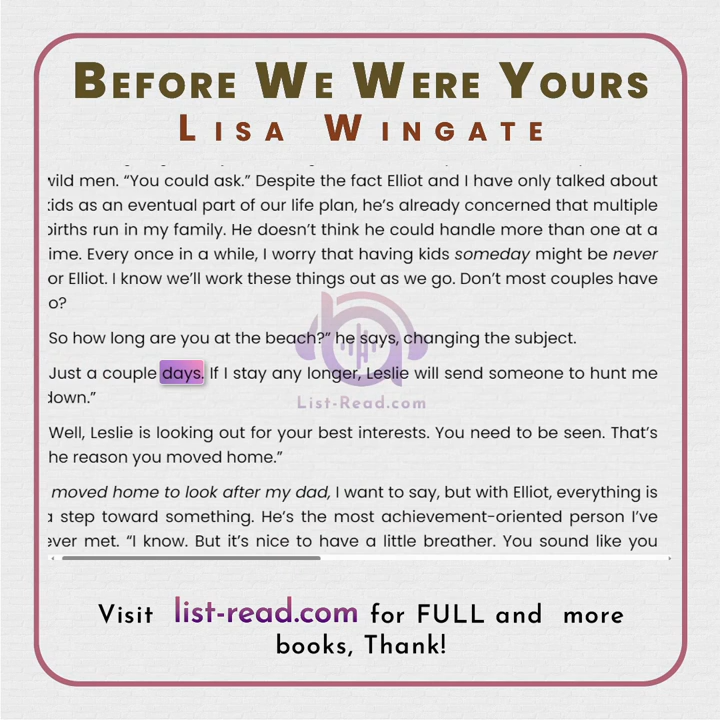 BEFORE WE WERE YOURS
LISA WINGATE
vild men. “You could ask.” Despite the fact Elliot and I have only talked about
kids as an eventual part of our life plan, he’s already concerned that multiple
births run in my family. He doesn’t think he could handle more than one at a
ime. Every once in a while, I worry that having kids someday might be never
or Elliot. I know we’ll work these things out as we go. Don’t most couples have
o?
So how long are you at the beach?” he says, changing the subject.
Just a couple days. If I stay any longer, Leslie will send someone to hunt me
down.”
Well, Leslie is looking out for your best interests. You need to be seen. That’s
he reason you moved home.”
moved home to look after my dad, I want to say, but with Elliot, everything is
a step toward something. He’s the most achievement-oriented person I’ve
ever met. “I know. But it’s nice to have a little breather. You sound like you
List-Read.com
Visit list-read.com for FULL and more
books, Thank!